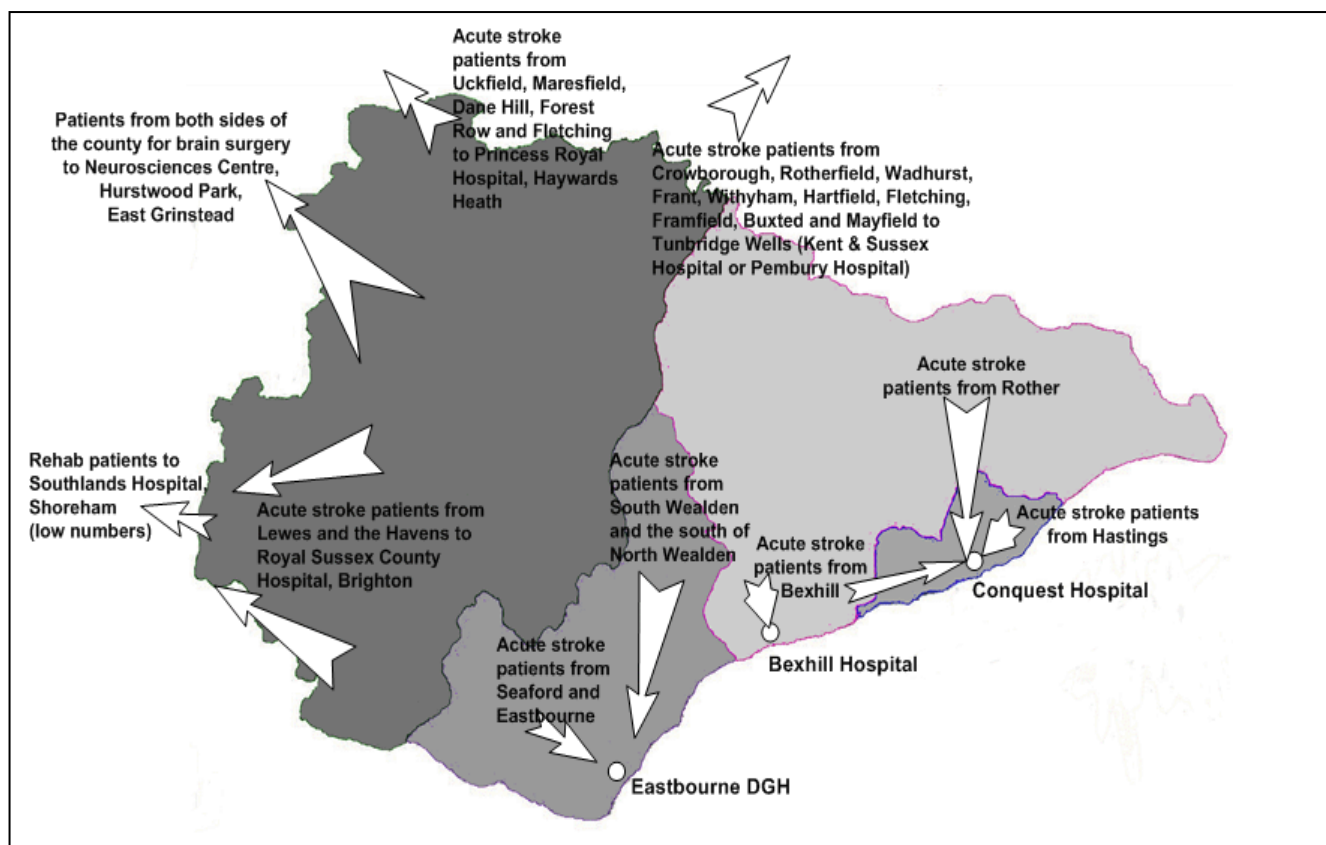 Acute stroke
patients from
Uckfield, Maresfield,
Dane Hill, Forest
Row and Fletching
to Princess Royal
Hospital, Haywards
Heath
Patients from both sides of
the county for brain surgery
to Neurosciences Centre,
Hurstwood Park,
East Grinstead
Acute stroke patients from
Crowborough, Rotherfield, Wadhurst,
Frant, Withyham, Hartfield, Fletching,
Framfield, Buxted and Mayfield to
Tunbridge Wells (Kent & Sussex
Hospital or Pembury Hospital)
Acute stroke
patients from Rother
Rehab patients to
Southlands Hospital,
Shoreham
(low numbers)
Acute stroke patients from
Lewes and the Havens to
Royal Sussex County
Hospital, Brighton
Acute stroke
patients from
South Wealden
and the south of
North Wealden
Acute stroke
patients from
Bexhill
Acute stroke patients
from Hastings
Conquest Hospital
Bexhill Hospital
Acute stroke
patients from
Seaford and
Eastbourne
Eastbourne DGH